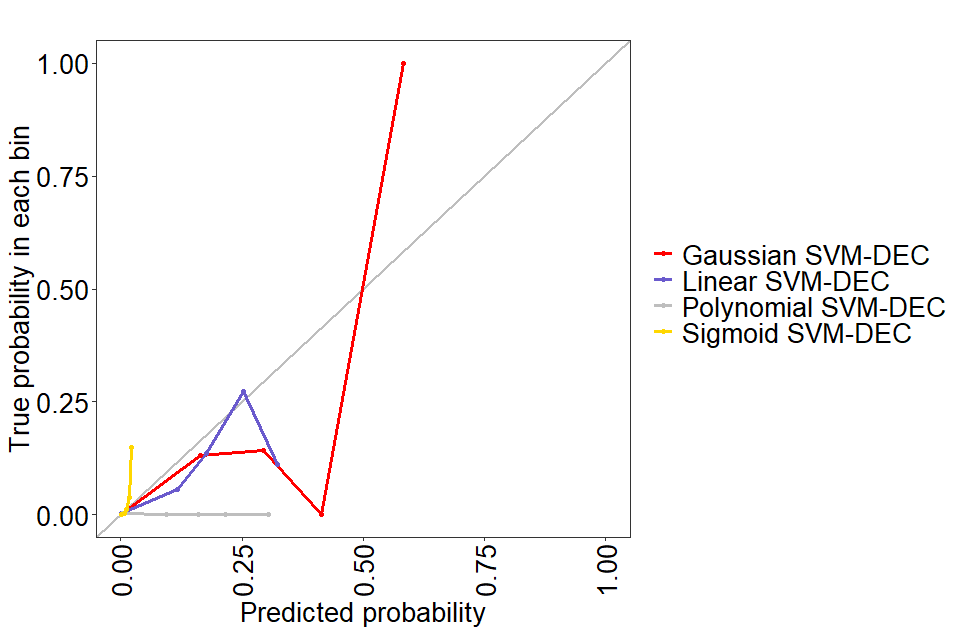 True probability in each bin
1.00
0.75
0.50
0.25
0.00
0.00
0.25
0.50
0.75
1.00
Predicted probability
Gaussian SVM-DEC
Linear SVM-DEC
Polynomial SVM-DEC
Sigmoid SVM-DEC